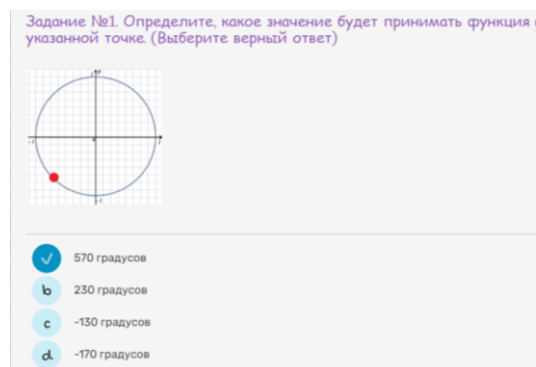 Задание №1. Определите, какое значение будет принимать функция
указанной точке. (Выберите верный ответ)
570 градусов
b 230 градусов
c -130 градусов
d -170 градусов